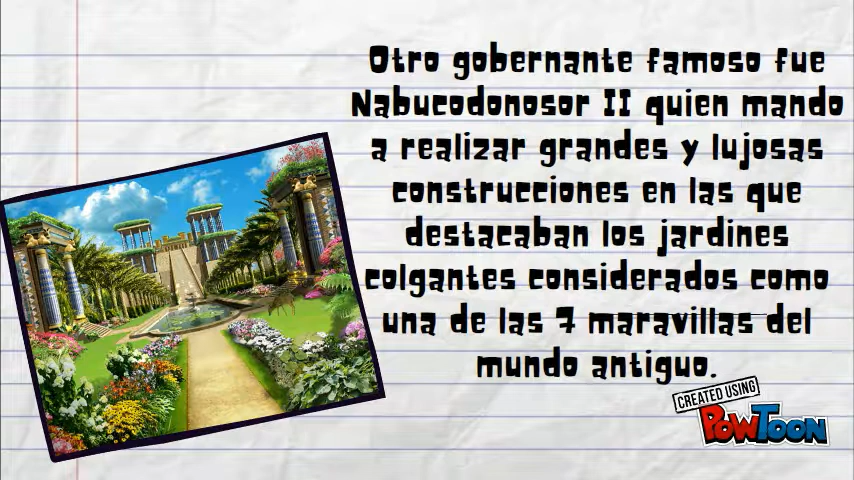 Otro gobernante famoso fue
Nabucodonosor II quien mando
a realizar grandes y lujosas
construcciones en las que
destacaban los jardines
colgantes considerados como
una de las 7 maravillas del
mundo antiguo.
CREATED USING
POWTOON